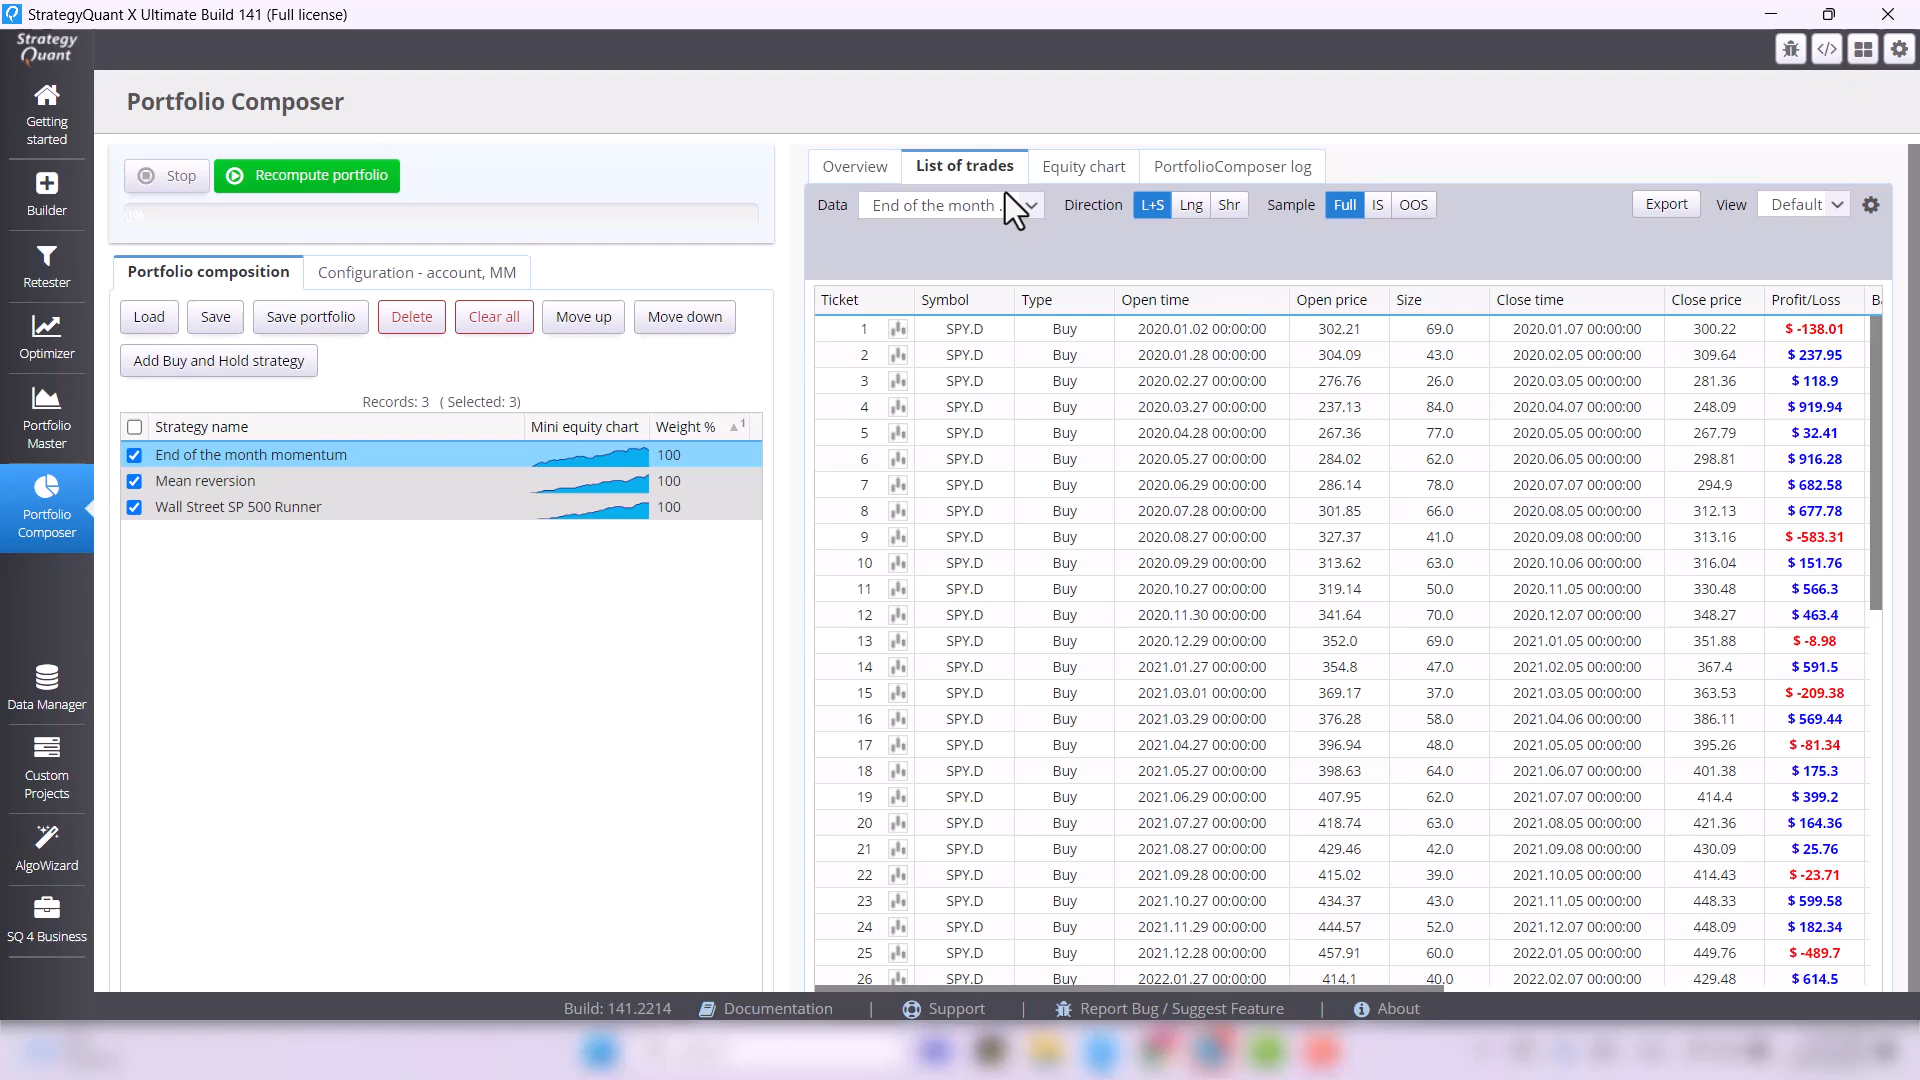 StrategyQuant X Ultimate Build 141 (Full license)
Strategy
Quant
Getting
started
Builder
Retester
Optimizer
Portfolio
Master
Portfolio
Composer
Data Manager
Custom
Projects
AlgoWizard
SQ 4 Business
Portfolio Composer
Stop Recompute portfolio
0%
Portfolio composition Configuration - account, MM
Load Save Save portfolio Delete Clear all Move up Move down
Add Buy and Hold strategy
Records: 3 ( Selected: 3)
Strategy name Mini equity chart Weight % 1
End of the month momentum 100
Mean reversion 100
Wall Street SP 500 Runner 100
Overview List of trades Equity chart PortfolioComposer log
Data End of the month Direction L+S Lng Shr Sample Full IS OOS Export View Default
Ticket Symbol Type Open time Open price Size Close time Close price Profit/Loss
1 SPY.D Buy 2020.01.02 00:00:00 302.21 69.0 2020.01.07 00:00:00 300.22 $ -138.01
2 SPY.D Buy 2020.01.28 00:00:00 304.09 43.0 2020.02.05 00:00:00 309.64 $ 237.95
3 SPY.D Buy 2020.02.27 00:00:00 276.76 26.0 2020.03.05 00:00:00 281.36 $ 118.9
4 SPY.D Buy 2020.03.27 00:00:00 237.13 84.0 2020.04.07 00:00:00 248.09 $ 919.94
5 SPY.D Buy 2020.04.28 00:00:00 267.36 77.0 2020.05.05 00:00:00 267.79 $ 32.41
6 SPY.D Buy 2020.05.27 00:00:00 284.02 62.0 2020.06.05 00:00:00 298.81 $ 916.28
7 SPY.D Buy 2020.06.29 00:00:00 286.14 78.0 2020.07.07 00:00:00 294.9 $ 682.58
8 SPY.D Buy 2020.07.28 00:00:00 301.85 66.0 2020.08.05 00:00:00 312.13 $ 677.78
9 SPY.D Buy 2020.08.27 00:00:00 327.37 41.0 2020.09.08 00:00:00 313.16 $ -583.31
10 SPY.D Buy 2020.09.29 00:00:00 313.62 63.0 2020.10.06 00:00:00 316.04 $ 151.76
11 SPY.D Buy 2020.10.27 00:00:00 319.14 50.0 2020.11.05 00:00:00 330.48 $ 566.3
12 SPY.D Buy 2020.11.30 00:00:00 341.64 70.0 2020.12.07 00:00:00 348.27 $ 463.4
13 SPY.D Buy 2020.12.29 00:00:00 352.0 69.0 2021.01.05 00:00:00 351.88 $ -8.98
14 SPY.D Buy 2021.01.27 00:00:00 354.8 47.0 2021.02.05 00:00:00 367.4 $ 591.5
15 SPY.D Buy 2021.03.01 00:00:00 369.17 37.0 2021.03.05 00:00:00 363.53 $ -209.38
16 SPY.D Buy 2021.03.29 00:00:00 376.28 58.0 2021.04.06 00:00:00 386.11 $ 569.44
17 SPY.D Buy 2021.04.27 00:00:00 396.94 48.0 2021.05.05 00:00:00 395.26 $ -81.34
18 SPY.D Buy 2021.05.27 00:00:00 398.63 64.0 2021.06.07 00:00:00 401.38 $ 175.3
19 SPY.D Buy 2021.06.29 00:00:00 407.95 62.0 2021.07.07 00:00:00 414.4 $ 399.2
20 SPY.D Buy 2021.07.27 00:00:00 418.74 63.0 2021.08.05 00:00:00 421.36 $ 164.36
21 SPY.D Buy 2021.08.27 00:00:00 429.46 42.0 2021.09.08 00:00:00 430.09 $ 25.76
22 SPY.D Buy 2021.09.28 00:00:00 415.02 39.0 2021.10.05 00:00:00 414.43 $ -23.71
23 SPY.D Buy 2021.10.27 00:00:00 434.37 43.0 2021.11.05 00:00:00 448.33 $ 599.58
24 SPY.D Buy 2021.11.29 00:00:00 444.57 52.0 2021.12.07 00:00:00 448.09 $ 182.34
25 SPY.D Buy 2021.12.28 00:00:00 457.91 60.0 2022.01.05 00:00:00 449.76 $ -489.7
26 SPY.D Buy 2022.01.27 00:00:00 414.1 40.0 2022.02.07 00:00:00 429.48 $ 614.5
Build: 141.2214 Documentation | Support | Report Bug / Suggest Feature | About